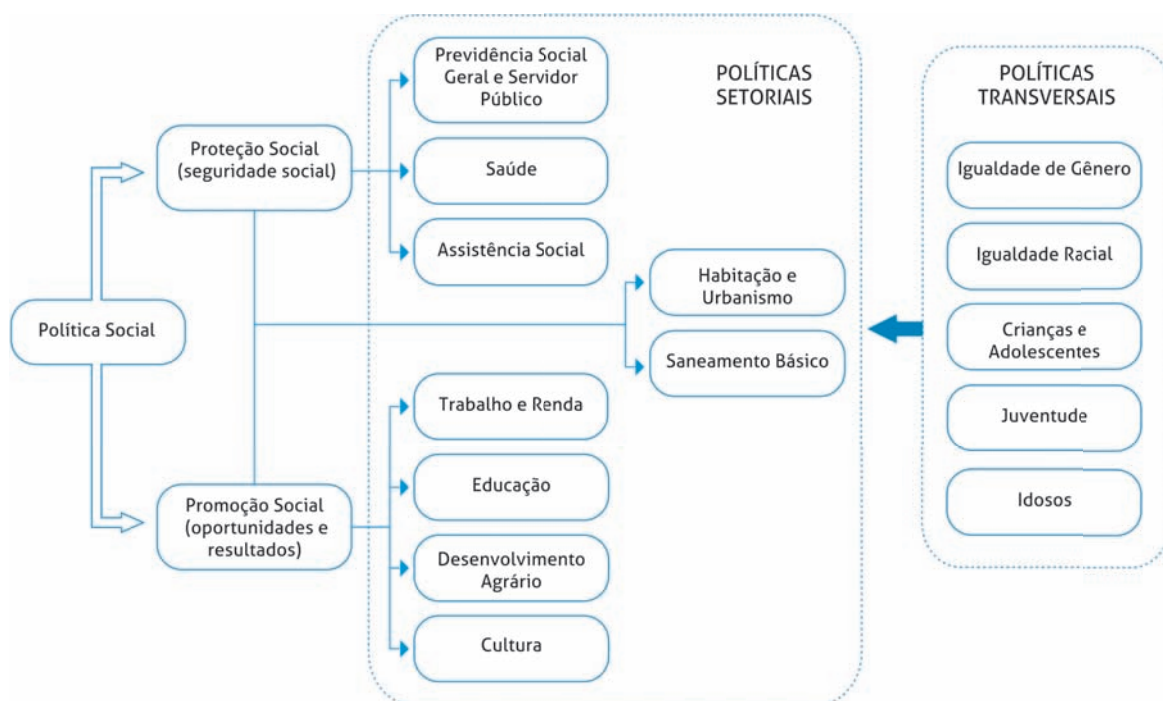 Política Social
Proteção Social
(seguridade social)
Promoção Social
(oportunidades e
resultados)
POLÍTICAS
SETORIAIS
Previdência Social
Geral e Servidor
Público
Saúde
Assistência Social
Habitação e
Urbanismo
Saneamento Básico
Trabalho e Renda
Educação
Desenvolvimento
Agrário
Cultura
POLÍTICAS
TRANSVERSAIS
Igualdade de Gênero
Igualdade Racial
Crianças e
Adolescentes
Juventude
Idosos